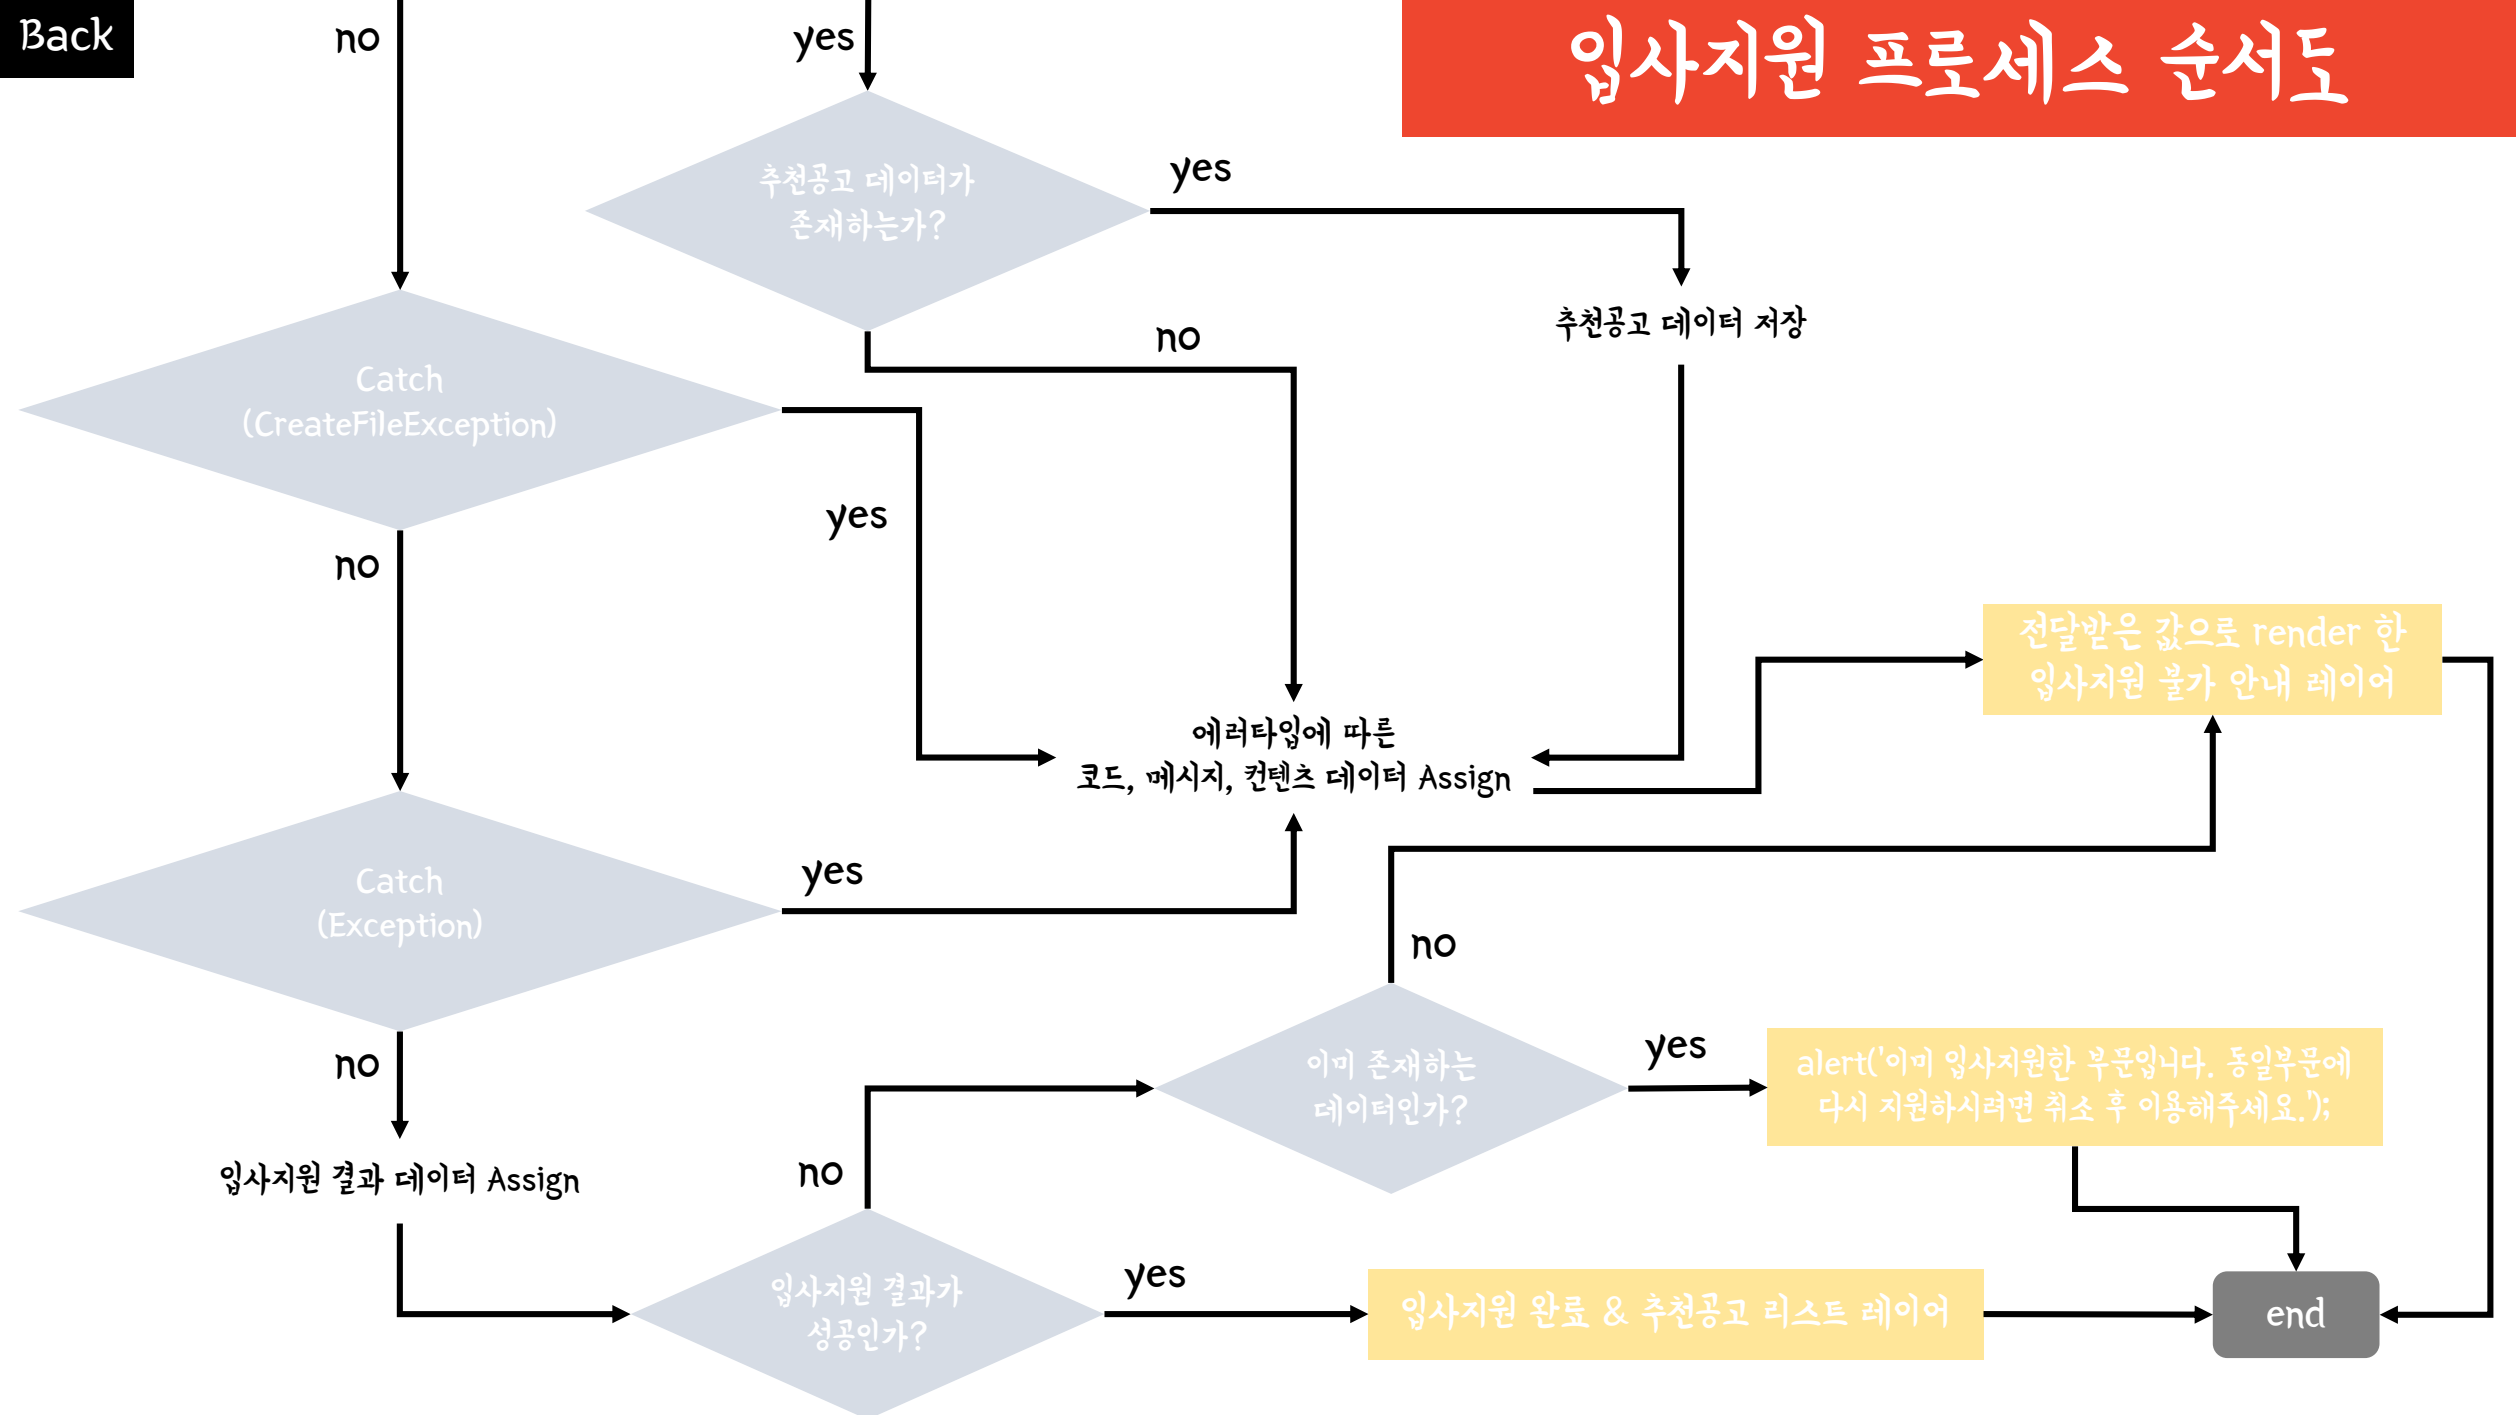 Back
no
yes
입사지원 프로세스 순서도
추천공고 데이터가
존재하는가?
yes
no
추천공고 데이터 저장
Catch
(CreateFileException)
yes
no
전달받은 값으로 render 한
입사지원 불가 안내 레이어
에러타입에 따른
코드, 메시지, 컨텐츠 데이터 Assign
Catch
(Exception)
yes
no
no
이미 존재하는
데이터인가?
yes
alert('이미 입사지원한 부문입니다. 동일부문에
다시 지원하시려면 취소 후 이용해주세요.');
입사지원 결과 데이터 Assign
no
입사지원 결과가
성공인가?
yes
입사지원 완료 & 추천공고 리스트 레이어
end